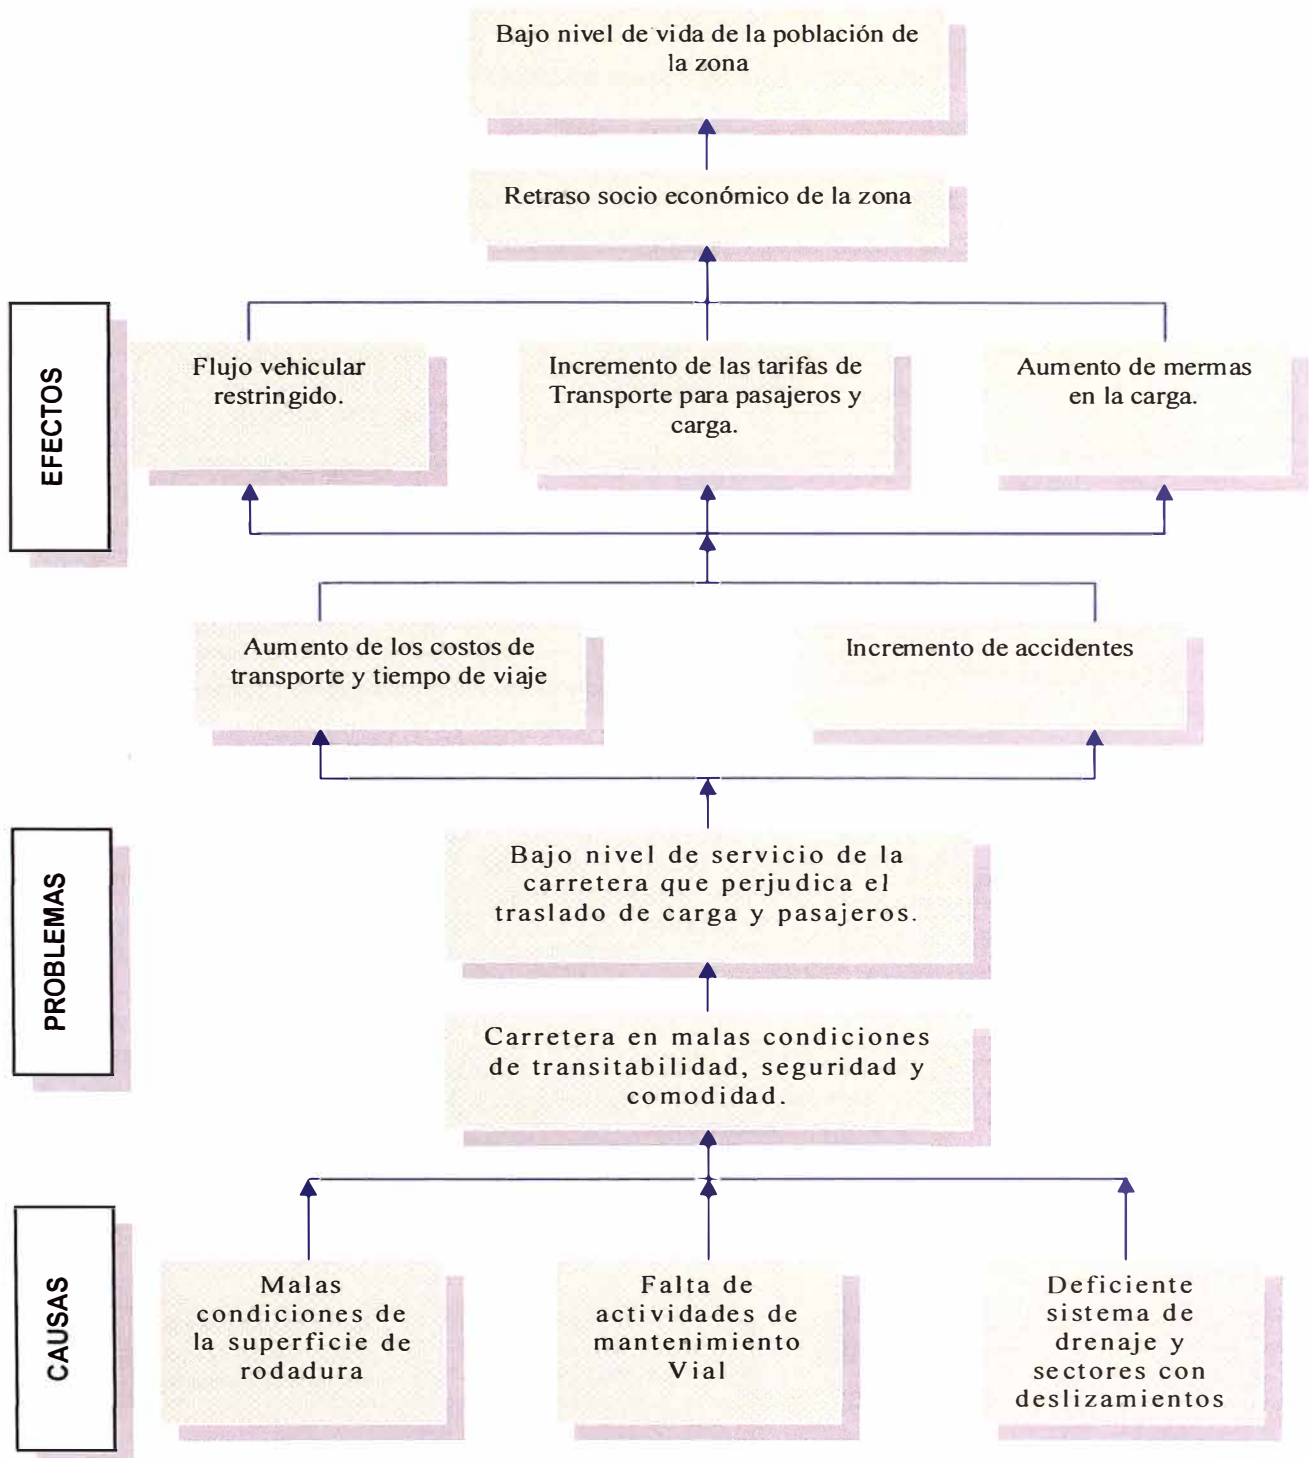 Bajo nivel de vida de la población de
la zona
Retraso socio económico de la zona
EFECTOS
Flujo vehicular
restringido.
Incremento de las tarifas de
Transporte para pasajeros y
carga.
Aumento de mermas
en la carga.
Aumento de los costos de
transporte y tiempo de viaje
Incremento de accidentes
PROBLEMAS
Bajo nivel de servicio de la
carretera que perjudica el
traslado de carga y pasajeros.
Carretera en malas condiciones
de transitabilidad, seguridad y
comodidad.
CAUSAS
Malas
condiciones de
la superficie de
rodadura
Falta de
actividades de
mantenimiento
Vial
Deficiente
sistema de
drenaje y
sectores con
deslizamientos